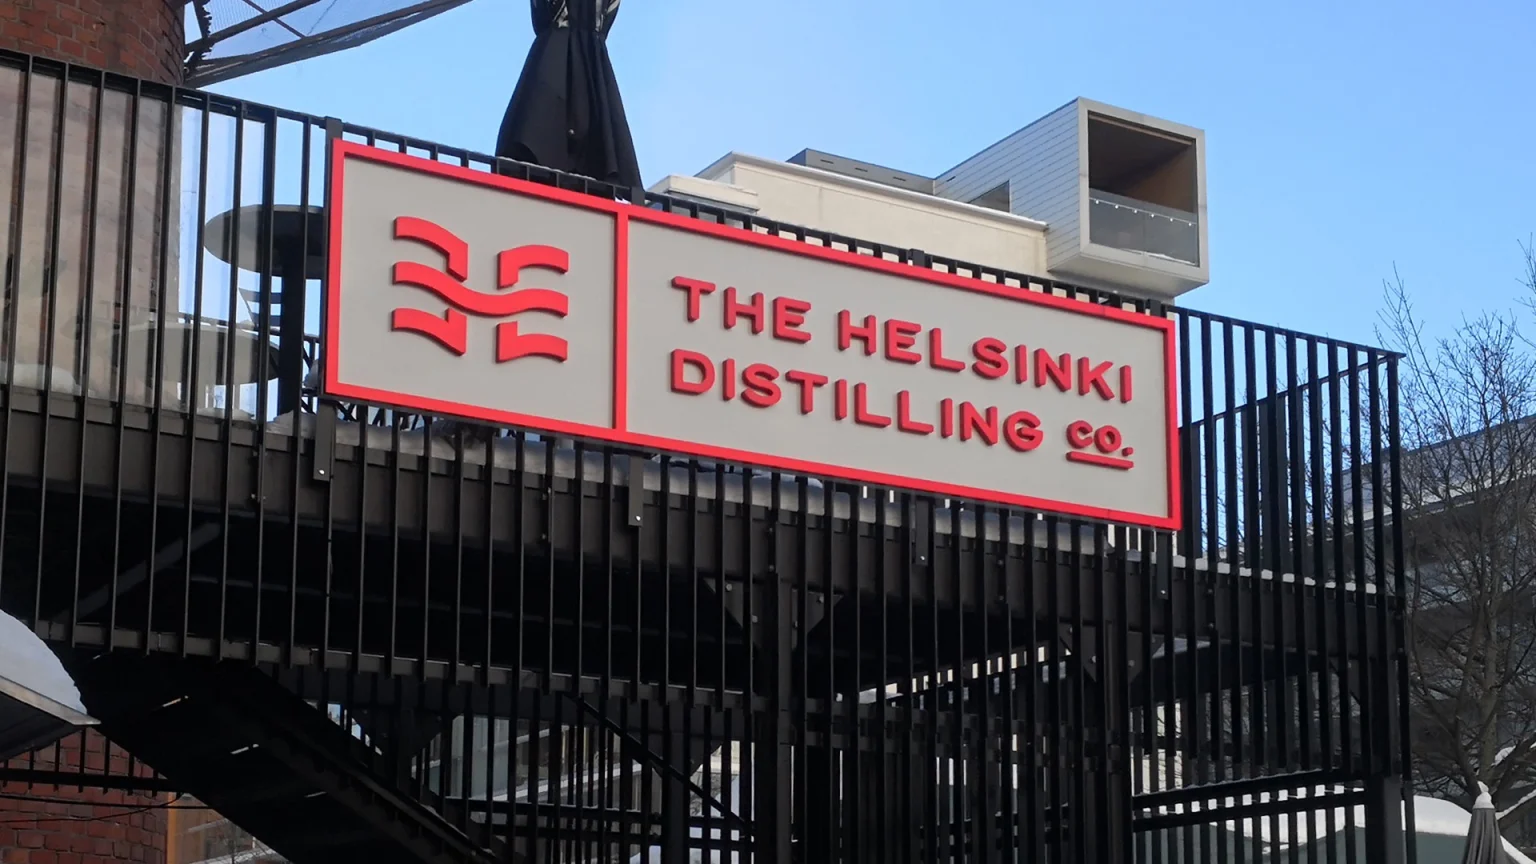 THE HELSINKI
DISTILLING CO.